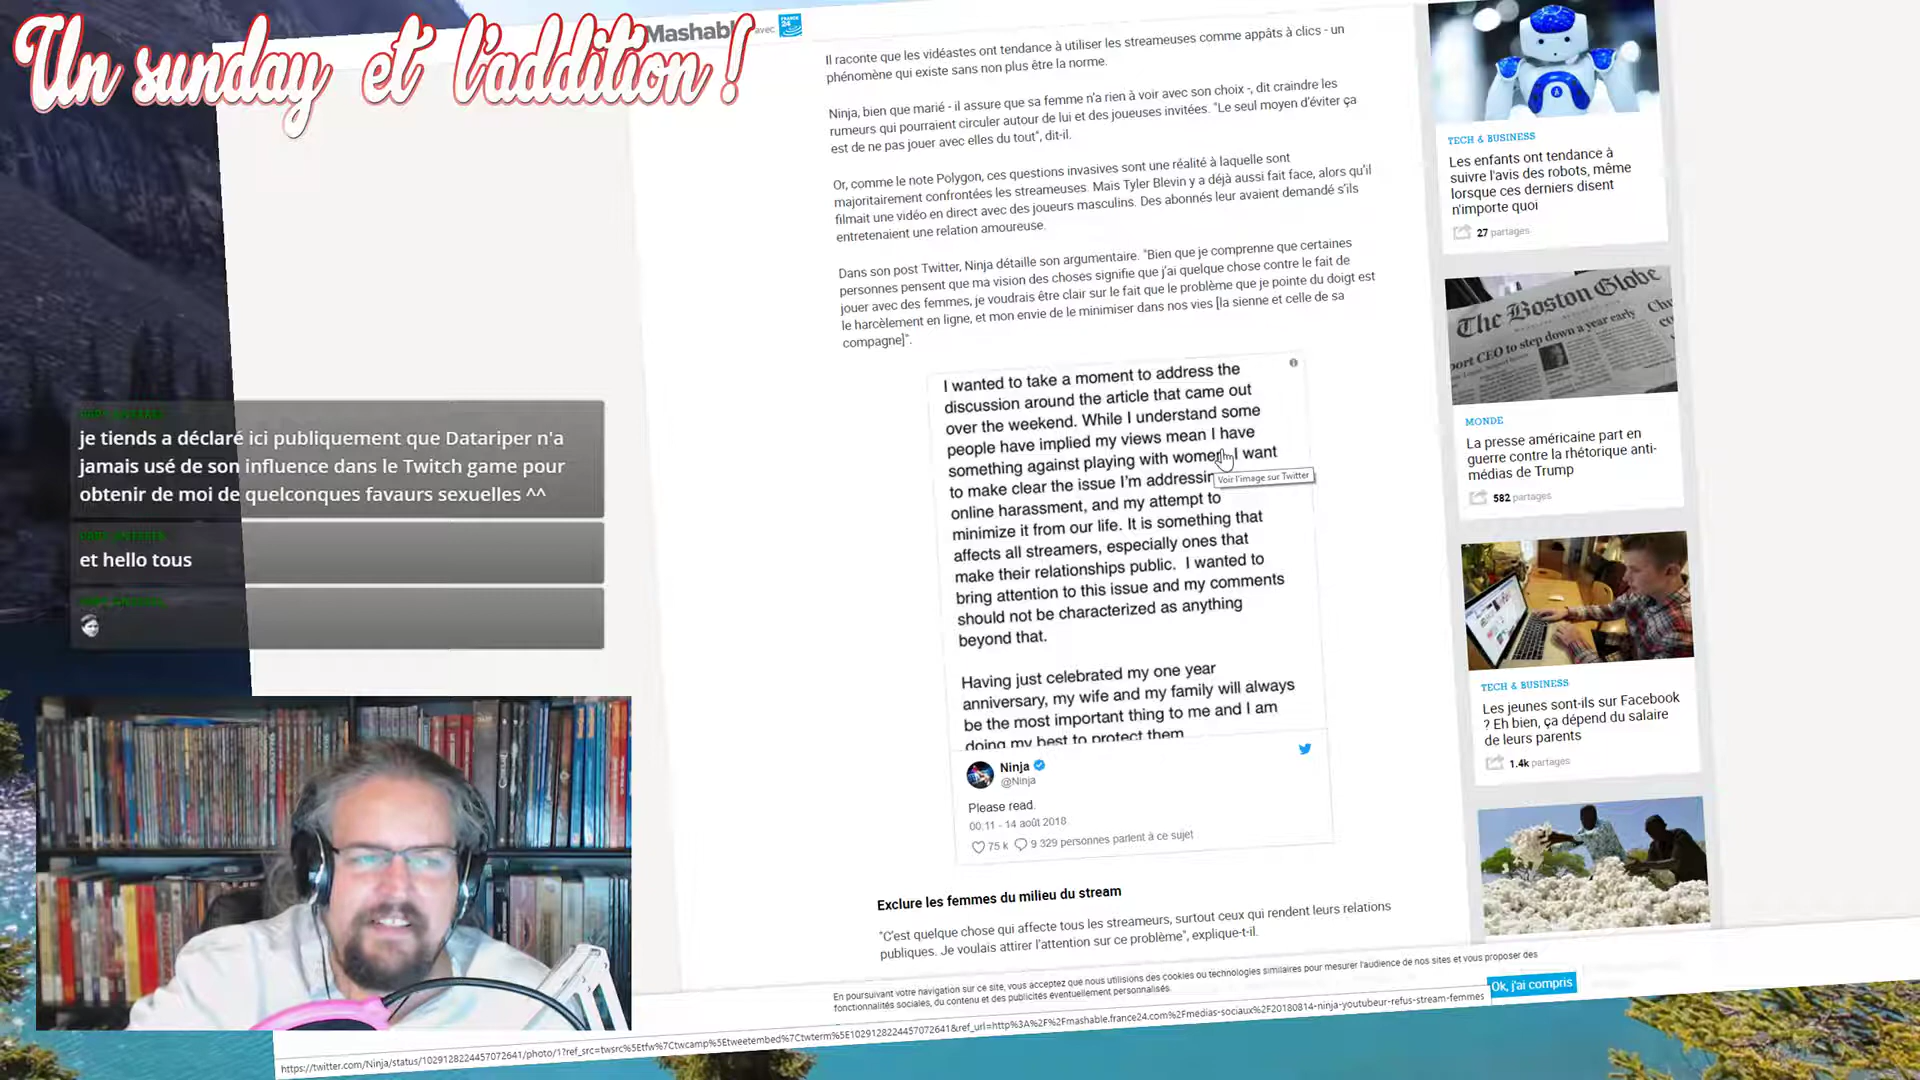 Un sunday et l'addition !
Mashabl
avec
FRANCE
24
Il raconte que les vidéastes ont tendance à utiliser les streameuses comme appâts à clics - un
phénomène qui existe sans non plus être la norme.
Ninja, bien que marié - il assure que sa femme n'a rien à voir avec son choix -, dit craindre les
rumeurs qui pourraient circuler autour de lui et des joueuses invitées. "Le seul moyen d'éviter ça
est de ne pas jouer avec elles du tout", dit-il.
Or, comme le note Polygon, ces questions invasives sont une réalité à laquelle sont
majoritairement confrontées les streameuses. Mais Tyler Blevin y a déjà aussi fait face, alors qu'il
filmait une vidéo en direct avec des joueurs masculins. Des abonnés leur avaient demandé s'ils
entretenaient une relation amoureuse.
Dans son post Twitter, Ninja détaille son argumentaire. "Bien que je comprenne que certaines
personnes pensent que ma vision des choses signifie que j'ai quelque chose contre le fait de
jouer avec des femmes, je voudrais être clair sur le fait que le problème que je pointe du doigt est
le harcèlement en ligne, et mon envie de le minimiser dans nos vies [la sienne et celle de sa
compagne]".
I wanted to take a moment to address the
discussion around the article that came out
over the weekend. While I understand some
people have implied my views mean I have
something against playing with women I want
to make clear the issue I'm addressin
Voir l'image sur Twitter
online harassment, and my attempt to
minimize it from our life. It is something that
affects all streamers, especially ones that
make their relationships public. I wanted to
bring attention to this issue and my comments
should not be characterized as anything
beyond that.
Having just celebrated my one year
anniversary, my wife and my family will always
be the most important thing to me and I am
doing my best to protect them
Ninja
@Ninja
Please read.
00:11 - 14 août 2018
75 k 9 329 personnes parlent à ce sujet
Exclure les femmes du milieu du stream
"C'est quelque chose qui affecte tous les streameurs, surtout ceux qui rendent leurs relations
publiques. Je voulais attirer l'attention sur ce problème", explique-t-il.
En poursuivant votre navigation sur ce site, vous acceptez que nous utilisions des cookies ou technologies similaires pour mesurer l'audience de nos sites et vous proposer des
fonctionnalités sociales, du contenu et des publicités éventuellement personnalisés.
Ok, j'ai compris
https://twitter.com/Ninja/status/1029128224457072641/photo/1?ref_src=twsrc%5Etfw%7Ctwcamp%5Etweetembed%7Ctwterm%5E1029128224457072641&ref_url=http%3A%2F%2Fmashable.france24.com%2Fmedias-sociaux%2F20180814-ninja-youtubeur-refus-stream-femmes
TECH & BUSINESS
Les enfants ont tendance à
suivre l'avis des robots, même
lorsque ces derniers disent
n'importe quoi
27 partages
The Boston Globe
port CEO to step down a year early
MONDE
La presse américaine part en
guerre contre la rhétorique anti-
médias de Trump
582 partages
TECH & BUSINESS
Les jeunes sont-ils sur Facebook
? Eh bien, ça dépend du salaire
de leurs parents
1.4k partages
je tiends a déclaré ici publiquement que Datariper n'a
jamais usé de son influence dans le Twitch game pour
obtenir de moi de quelconques favaurs sexuelles ^^
et hello tous